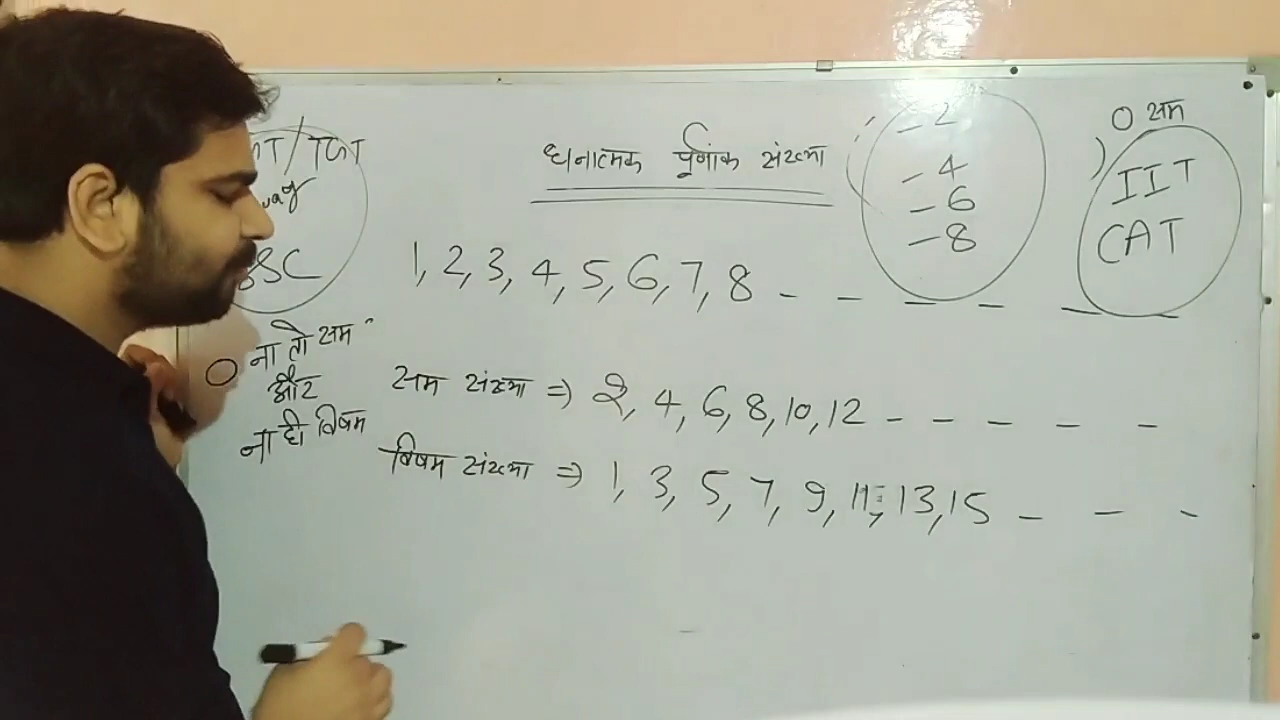 /TGT
SSC
धनात्मक पूर्णांक संख्या
-2
-4
-6
-8
0 सम
IIT
CAT
1, 2, 3, 4, 5, 6, 7, 8 - - - - - -
0 ना तो सम
और
ना ही विषम
सम संख्या ⇒ 2, 4, 6, 8, 10, 12 - - - - -
विषम संख्या ⇒ 1, 3, 5, 7, 9, 11, 13, 15 - - -